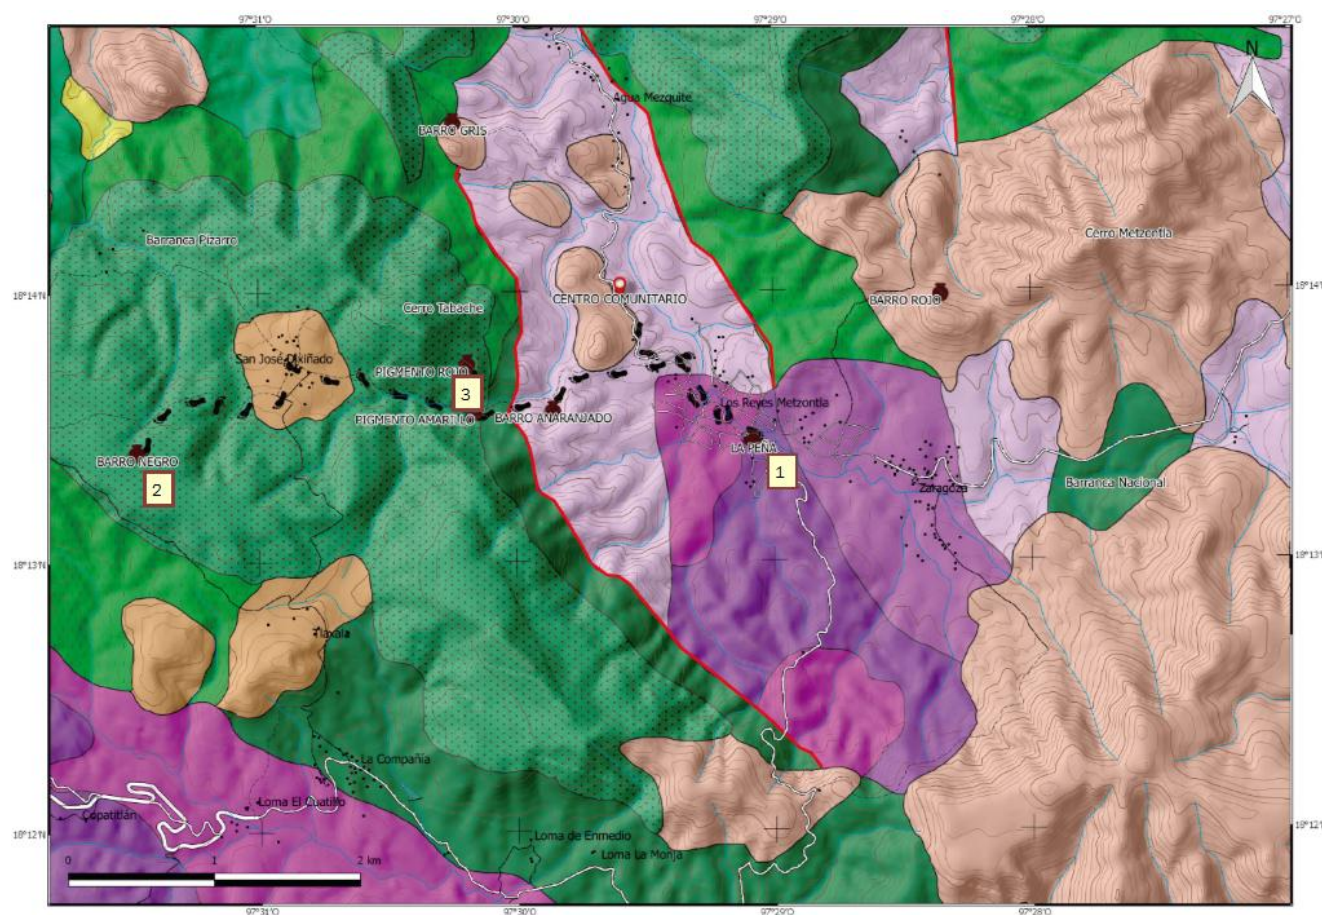 97°31'O 97°30'O 97°29'O 97°28'O 97°27'O
N
Agua Mezquite
BARRO GRIS
Barranca Pizarro
Cerro Metzontla
18°14'N 18°14'N
CENTRO COMUNITARIO
BARRO ROJO
Cerro Tabache
San José Dixiñado
PIGMENTO ROJO
3
Los Reyes Metzontla
PIGMENTO AMARILLO
BARRO ANARANJADO
LA PEÑA
BARRO NEGRO
1
Zaragoza
Barranca Nacional
2
18°13'N 18°13'N
Tlaxala
La Compañia
Loma El Cuatillo
Copatitlán
18°12'N 18°12'N
Loma de Enmedio
Loma La Monja
0 1 2 km
97°31'O 97°30'O 97°29'O 97°28'O